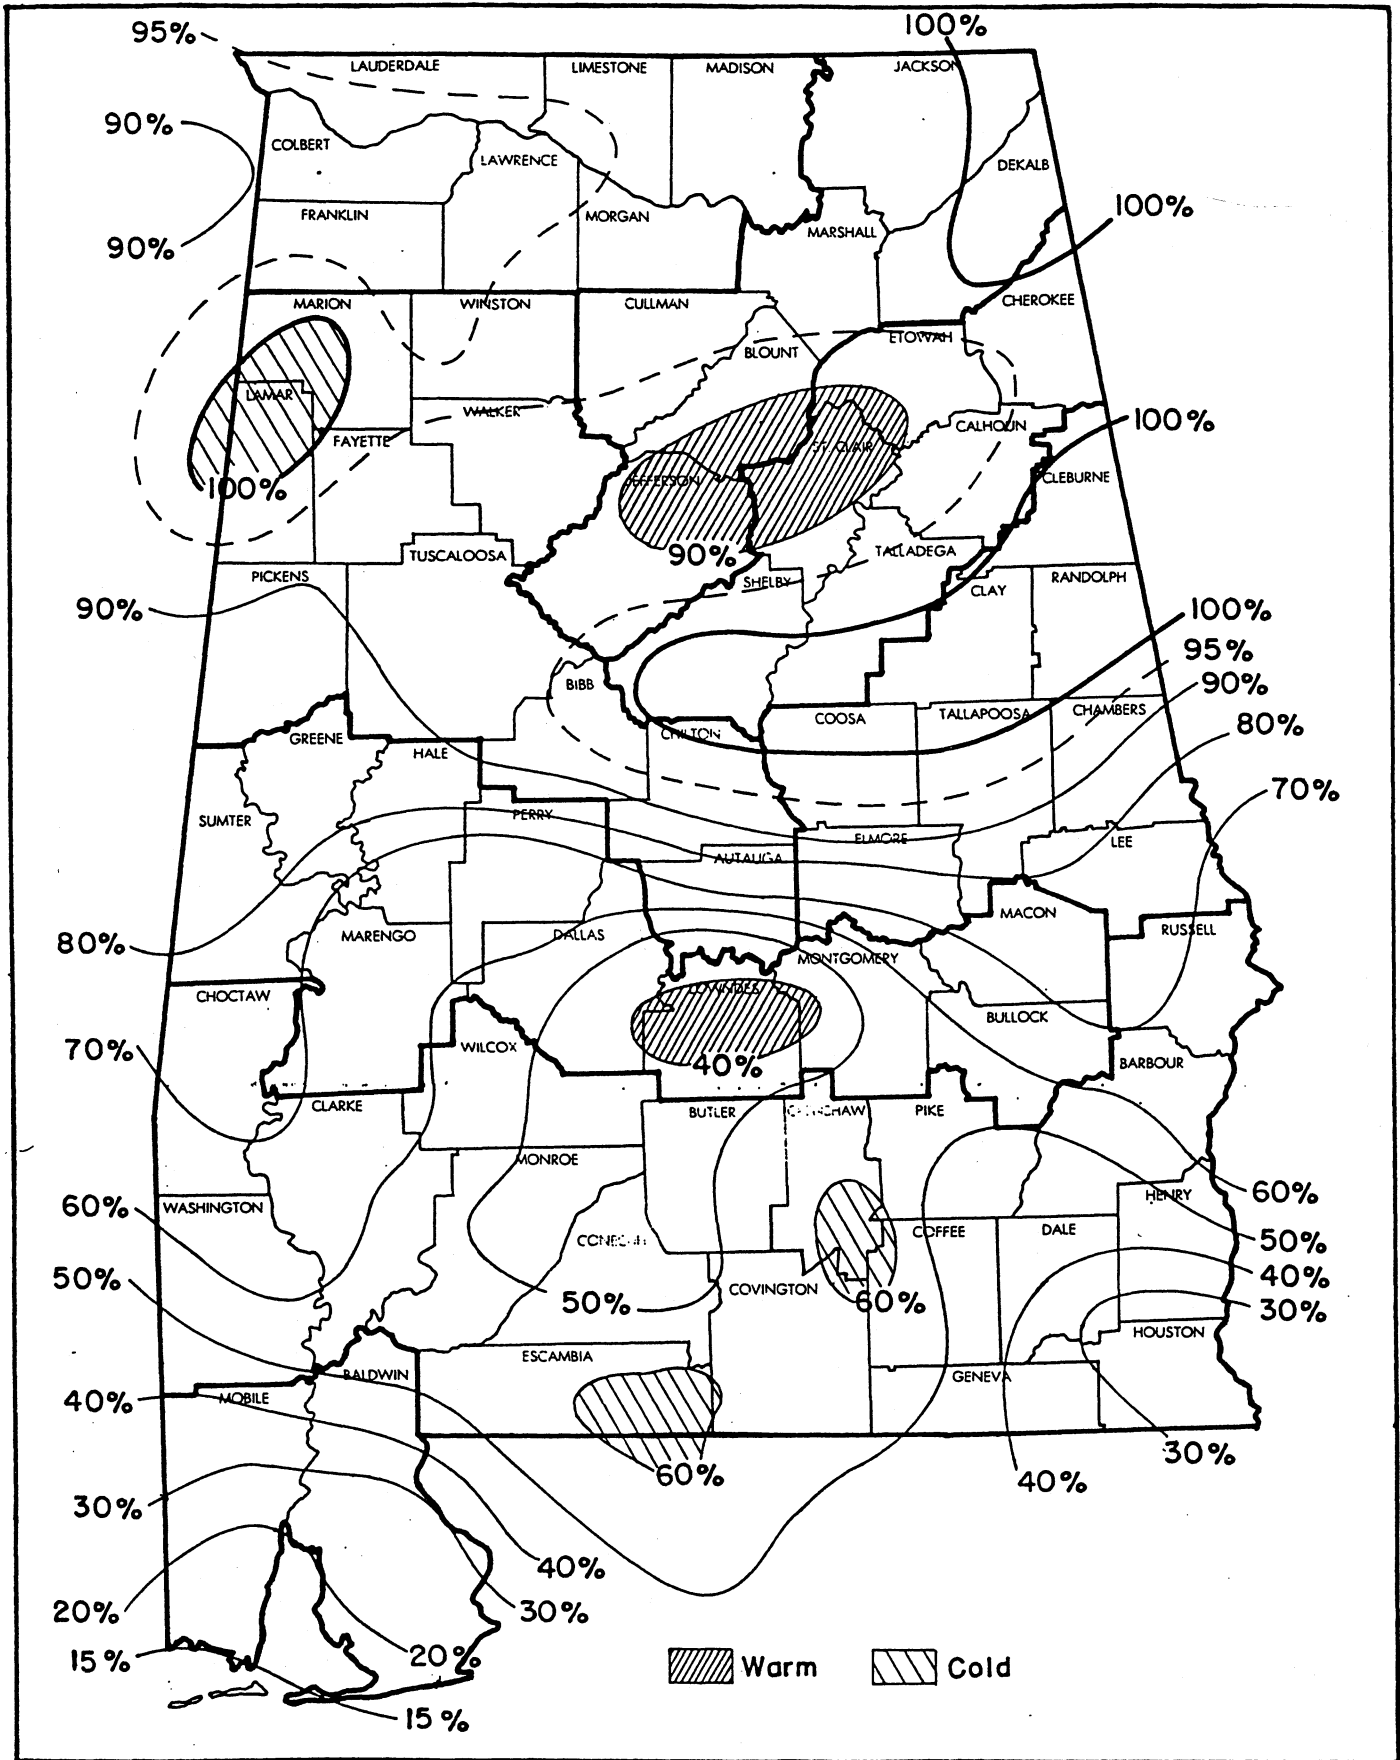 95%
100%
LAUDERDALE
LIMESTONE
MADISON
JACKSON
90%
COLBERT
LAWRENCE
DEKALB
FRANKLIN
MORGAN
MARSHALL
100%
90%
MARION
WINSTON
CULLMAN
CHEROKEE
ETOWAH
BLOUNT
LAMAR
WALKER
FAYETTE
CALHOUN
100%
ST. CLAIR
JEFFERSON
CLEBURNE
100%
90%
TUSCALOOSA
TALLADEGA
PICKENS
SHELBY
CLAY
RANDOLPH
90%
100%
95%
BIBB
90%
COOSA
TALLAPOOSA
CHAMBERS
80%
GREENE
HALE
CHILTON
70%
SUMTER
PERRY
ELMORE
LEE
AUTAUGA
MACON
80%
MARENGO
DALLAS
RUSSELL
MONTGOMERY
CHOCTAW
LOWNDES
BULLOCK
70%
WILCOX
40%
BARBOUR
CLARKE
BUTLER
CRENSHAW
PIKE
MONROE
60%
WASHINGTON
HENRY
60%
CONECUH
COFFEE
DALE
50%
50%
COVINGTON
40%
50%
60%
30%
HOUSTON
ESCAMBIA
BALDWIN
GENEVA
40%
MOBILE
30%
60%
40%
30%
40%
20%
30%
15%
20%
Warm
Cold
15%